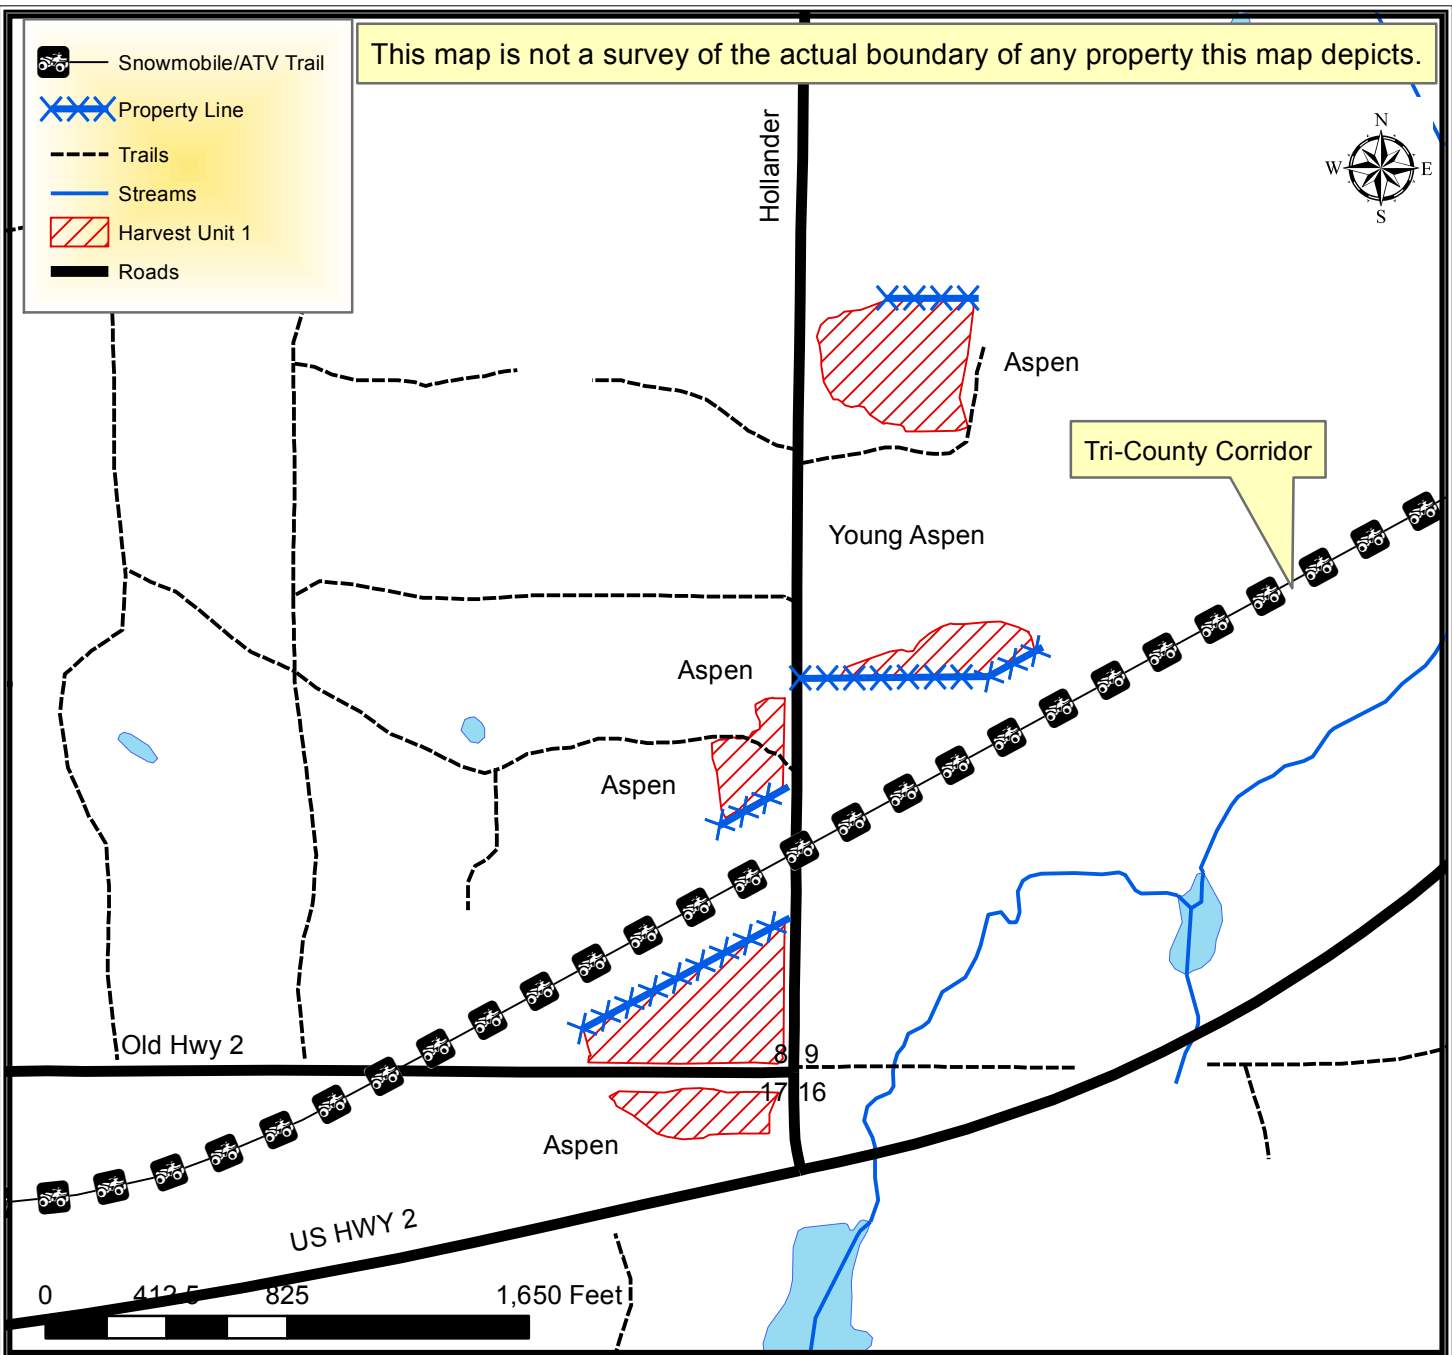 This map is not a survey of the actual boundary of any property this map depicts.
Snowmobile/ATV Trail
Property Line
Trails
Streams
Harvest Unit 1
Roads
Hollander
N
W E
S
Aspen
Tri-County Corridor
Young Aspen
Aspen
Aspen
Old Hwy 2
8 9
17 16
Aspen
US HWY 2
0 412.5 825 1,650 Feet